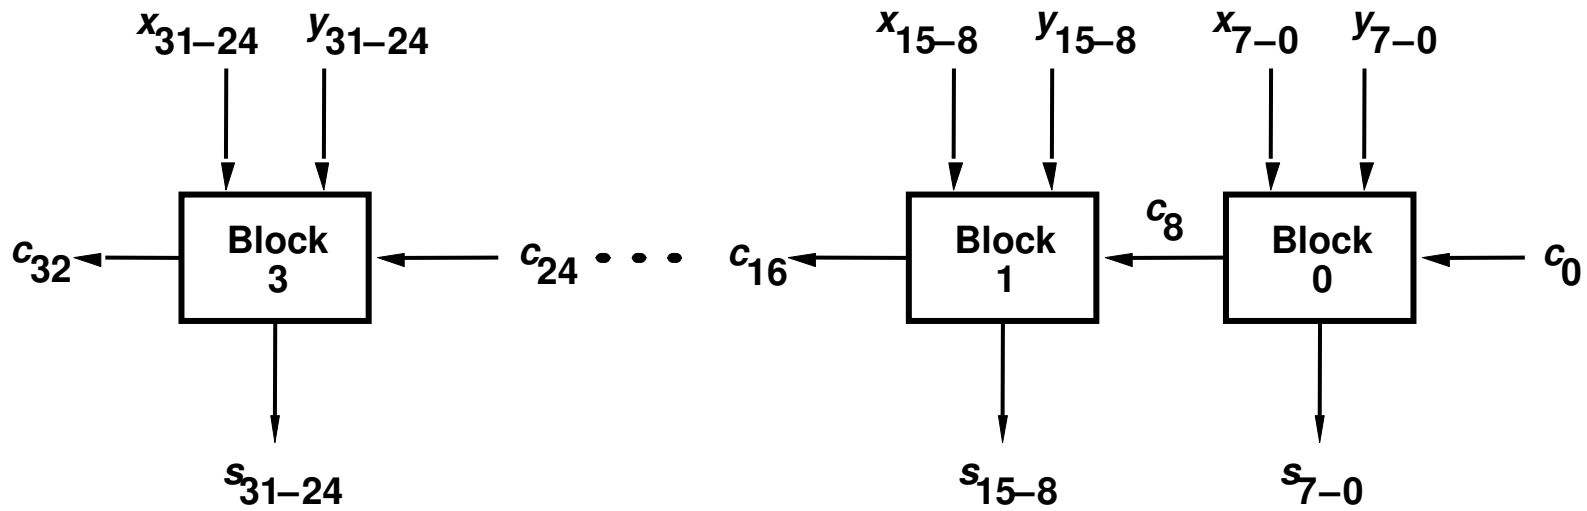 x31–24 y31–24 x15–8 y15–8 x7–0 y7–0
c32 Block 3 c24 • • • c16 Block 1 c8 Block 0 c0
s31–24 s15–8 s7–0